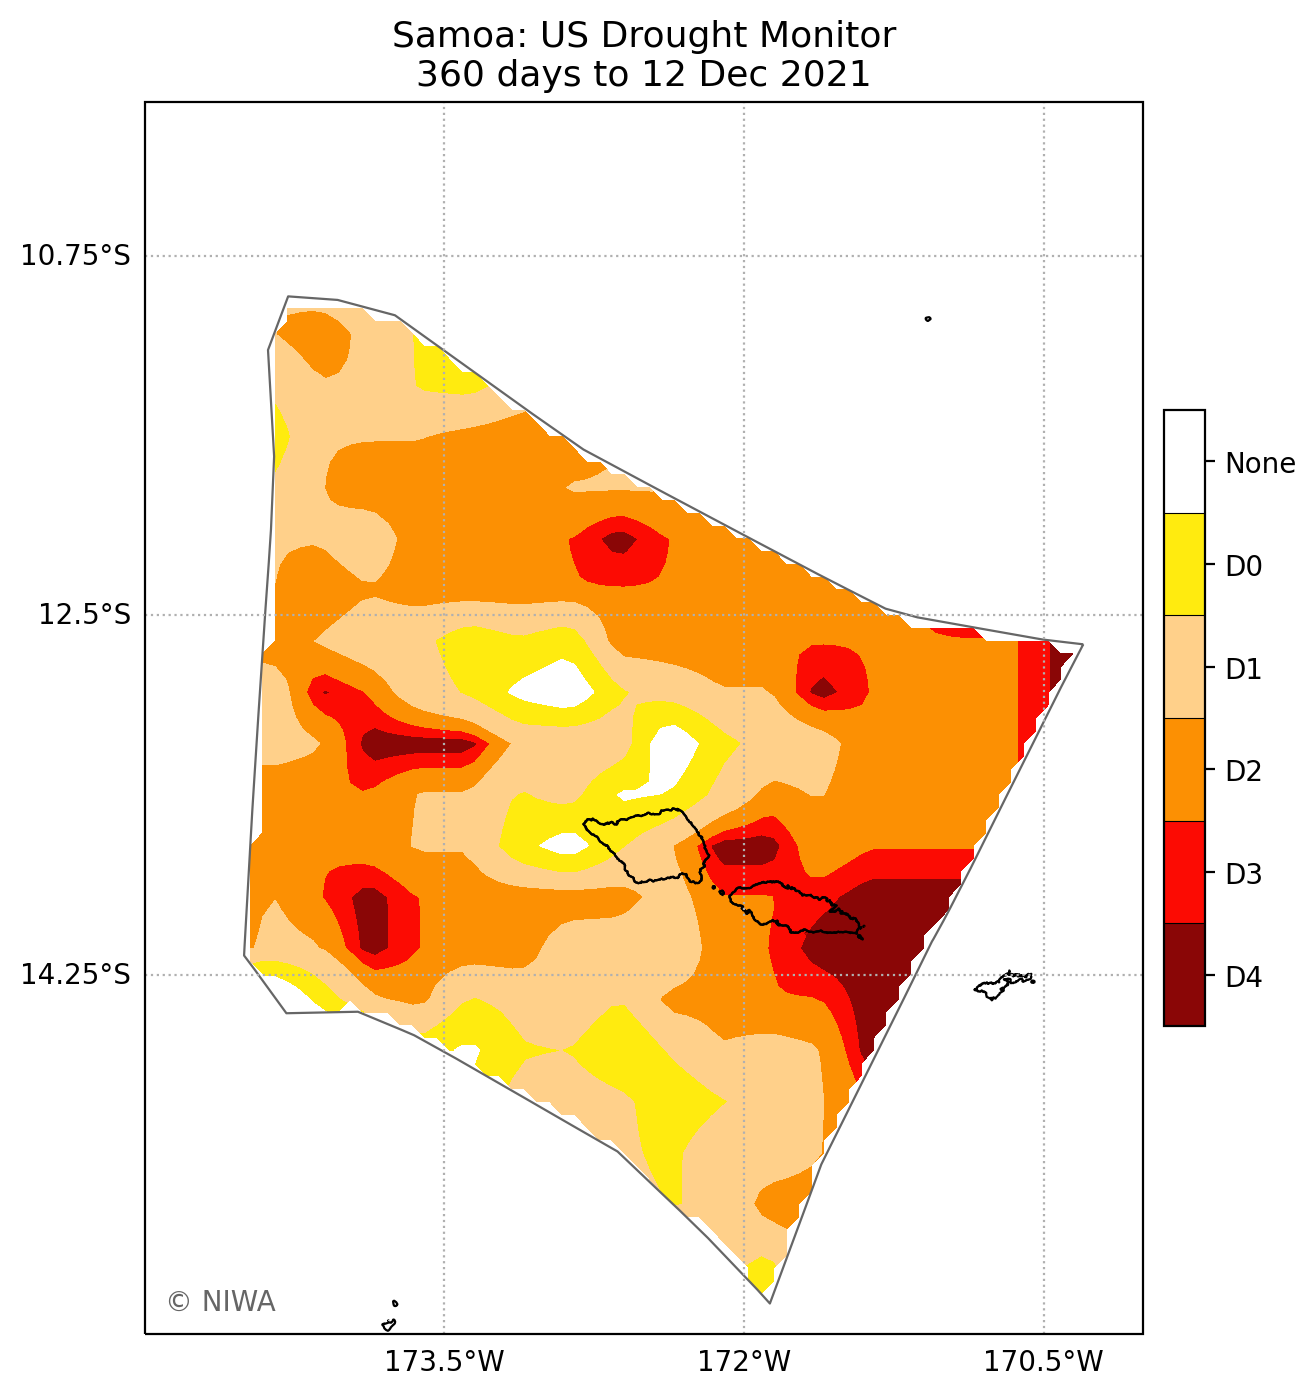 Samoa: US Drought Monitor
360 days to 12 Dec 2021
10.75°S
12.5°S
14.25°S
173.5°W
172°W
170.5°W
None
D0
D1
D2
D3
D4
© NIWA